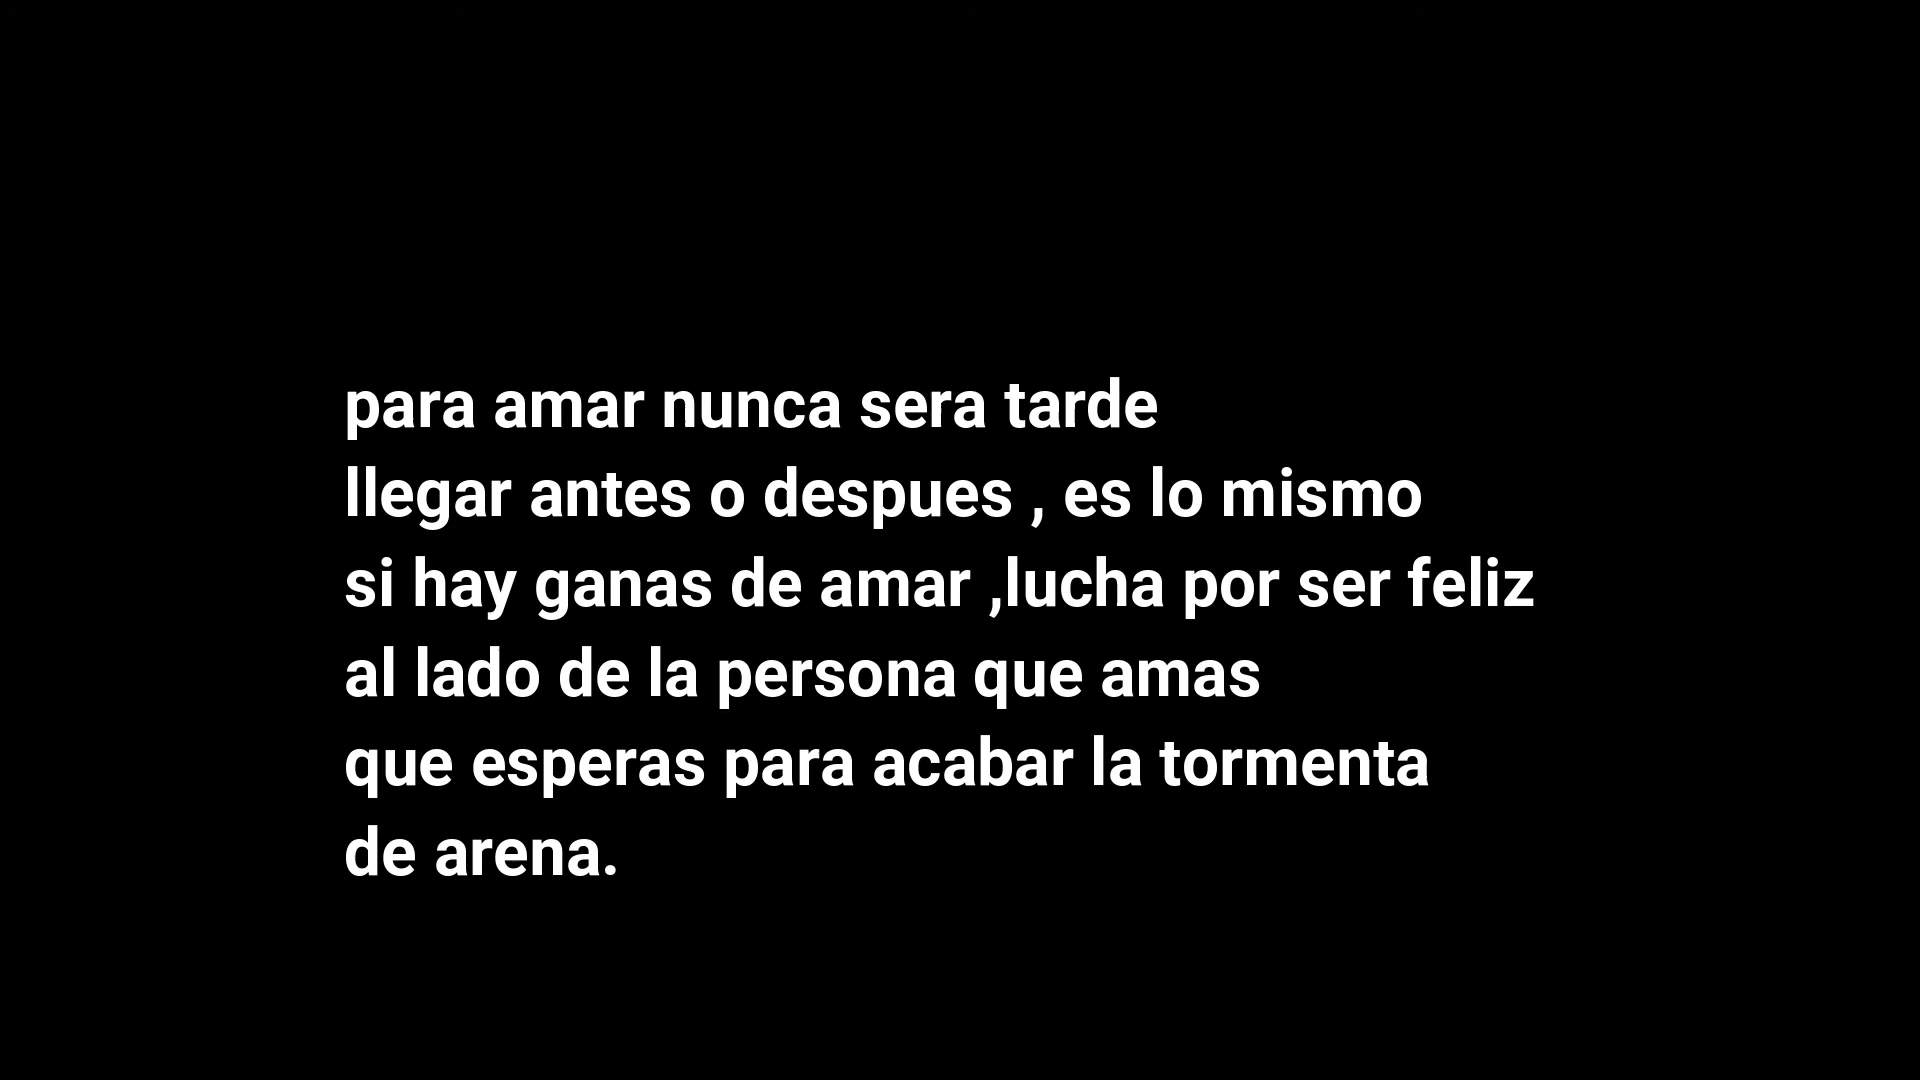 para amar nunca sera tarde
llegar antes o despues , es lo mismo
si hay ganas de amar ,lucha por ser feliz
al lado de la persona que amas
que esperas para acabar la tormenta
de arena.